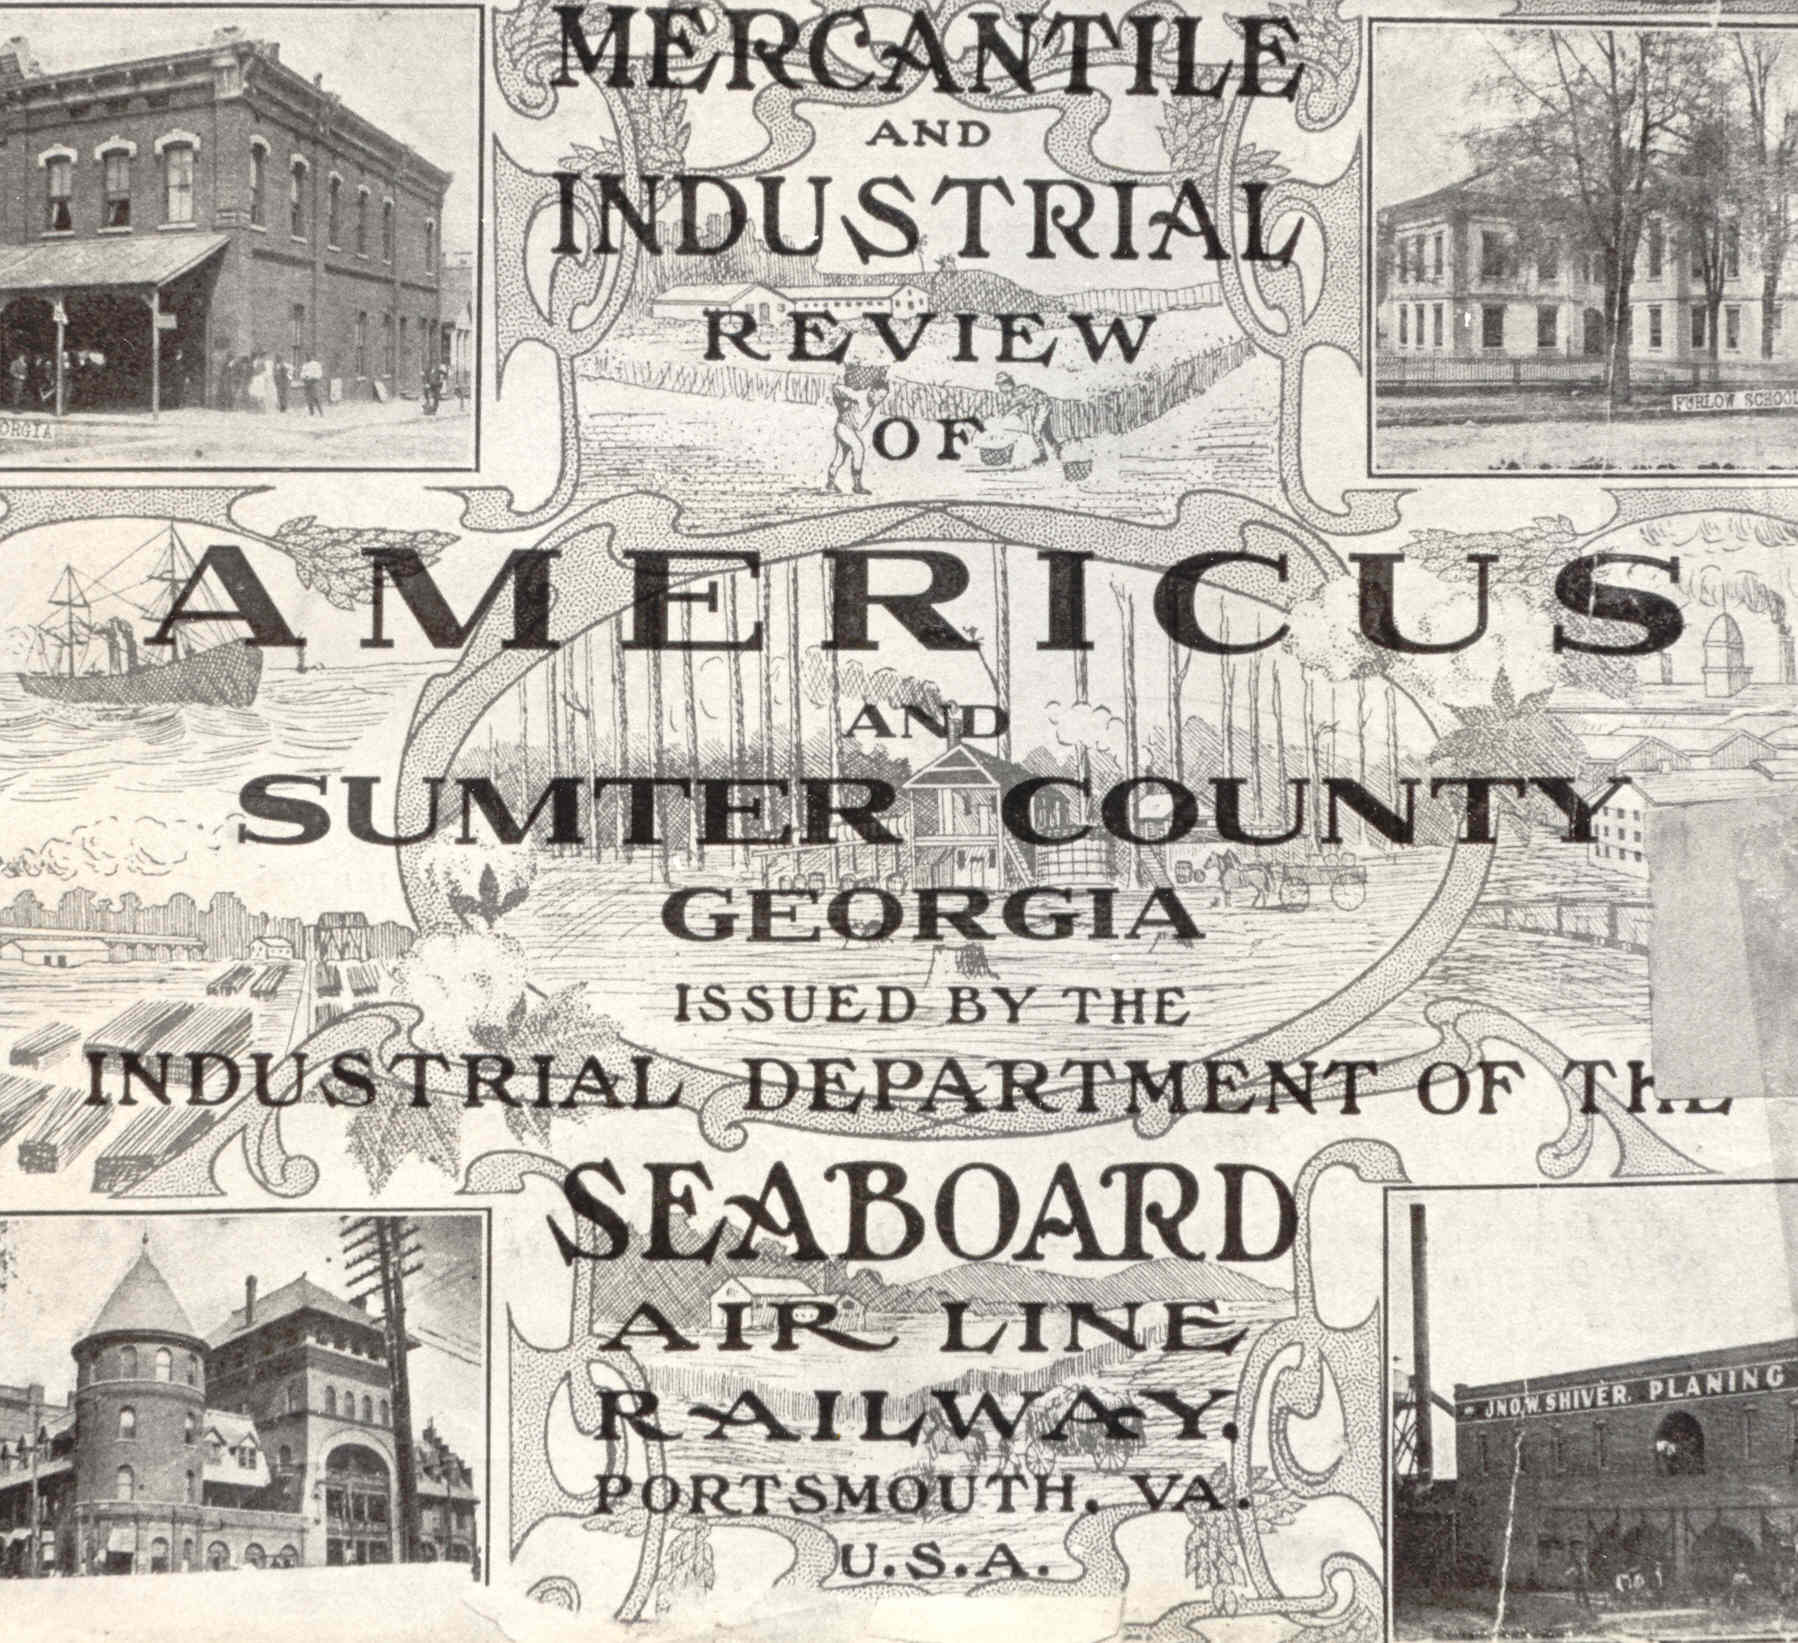 MERCANTILE
AND
INDUSTRIAL
REVIEW
OF
ORGIA
FURLOW SCHOOL
AMERICUS
AND
SUMTER COUNTY
GEORGIA
ISSUED BY THE
INDUSTRIAL DEPARTMENT OF THE
SEABOARD
AIR LINE
RAILWAY.
PORTSMOUTH, VA.
U.S.A.
JNO.W.SHIVER. PLANING